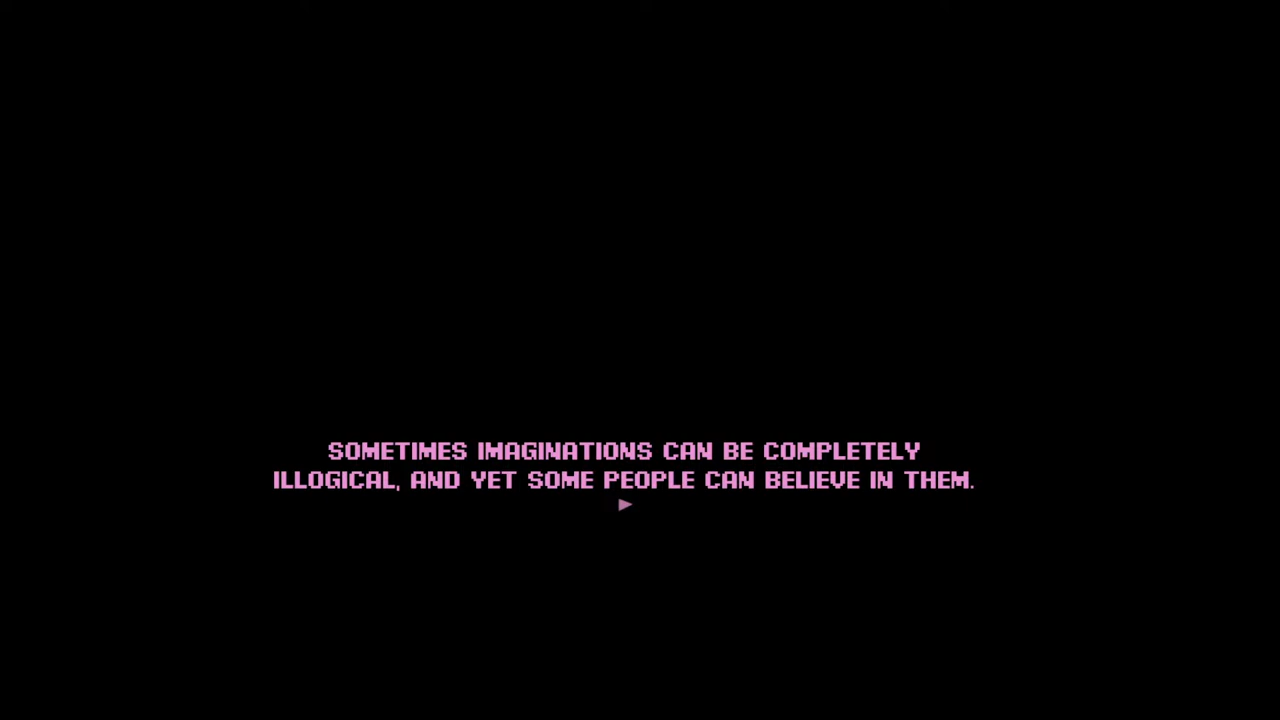 SOMETIMES IMAGINATIONS CAN BE COMPLETELY
ILLOGICAL, AND YET SOME PEOPLE CAN BELIEVE IN THEM.